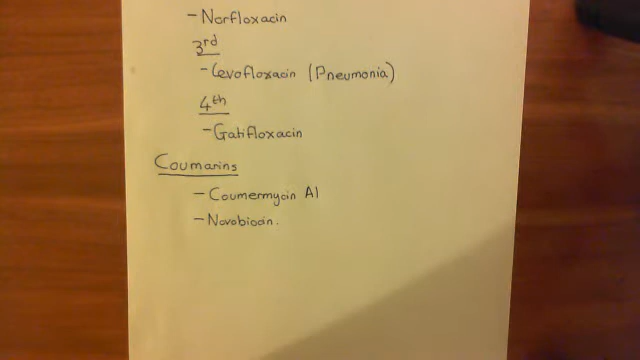 - Norfloxacin
3rd
- Levofloxacin (Pneumonia)
4th
- Gatifloxacin
Coumarins
- Coumermycin A1
- Novobiocin.